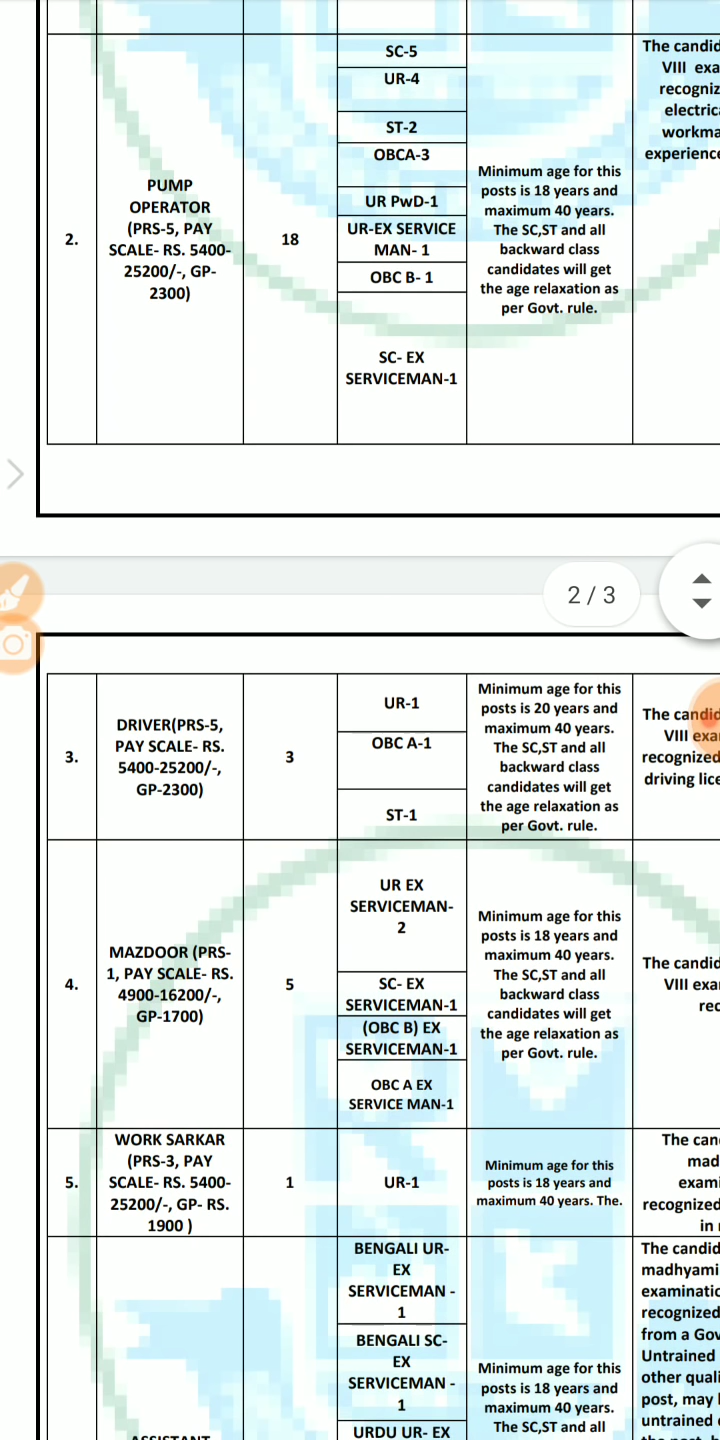 2.
PUMP
OPERATOR
(PRS-5, PAY
SCALE- RS. 5400-
25200/-, GP-
2300)
18
SC-5
UR-4
ST-2
OBCA-3
UR PwD-1
UR-EX SERVICE
MAN- 1
OBC B- 1
SC- EX
SERVICEMAN-1
Minimum age for this
posts is 18 years and
maximum 40 years.
The SC,ST and all
backward class
candidates will get
the age relaxation as
per Govt. rule.
The candid
VIII exa
recogniz
electrica
workma
experience
2 / 3
3.
DRIVER(PRS-5,
PAY SCALE- RS.
5400-25200/-,
GP-2300)
3
UR-1
OBC A-1
ST-1
Minimum age for this
posts is 20 years and
maximum 40 years.
The SC,ST and all
backward class
candidates will get
the age relaxation as
per Govt. rule.
The candid
VIII exa
recognized
driving lice
4.
MAZDOOR (PRS-
1, PAY SCALE- RS.
4900-16200/-,
GP-1700)
5
UR EX
SERVICEMAN-
2
SC- EX
SERVICEMAN-1
(OBC B) EX
SERVICEMAN-1
OBC A EX
SERVICE MAN-1
Minimum age for this
posts is 18 years and
maximum 40 years.
The SC,ST and all
backward class
candidates will get
the age relaxation as
per Govt. rule.
The candid
VIII exa
rec
5.
WORK SARKAR
(PRS-3, PAY
SCALE- RS. 5400-
25200/-, GP- RS.
1900 )
1
UR-1
Minimum age for this
posts is 18 years and
maximum 40 years. The.
The can
mad
exami
recognized
in
BENGALI UR-
EX
SERVICEMAN -
1
BENGALI SC-
EX
SERVICEMAN -
1
URDU UR- EX
Minimum age for this
posts is 18 years and
maximum 40 years.
The SC,ST and all
The candid
madhyami
examinatio
recognized
from a Gov
Untrained
other quali
post, may
untrained